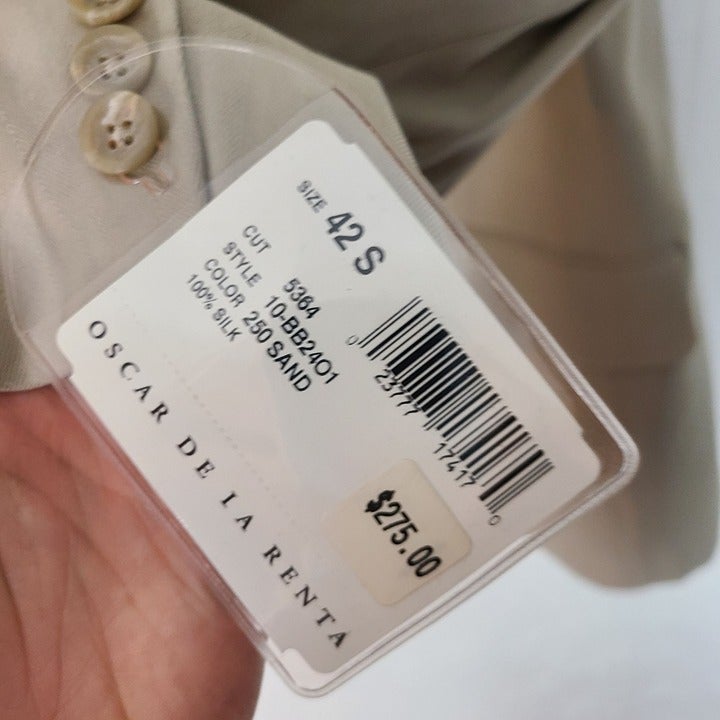 SIZE 42 S
CUT 5364
STYLE 10-BB24O1
COLOR 250 SAND
100% SILK
0 23777 17417 0
$275.00
OSCAR DE LA RENTA